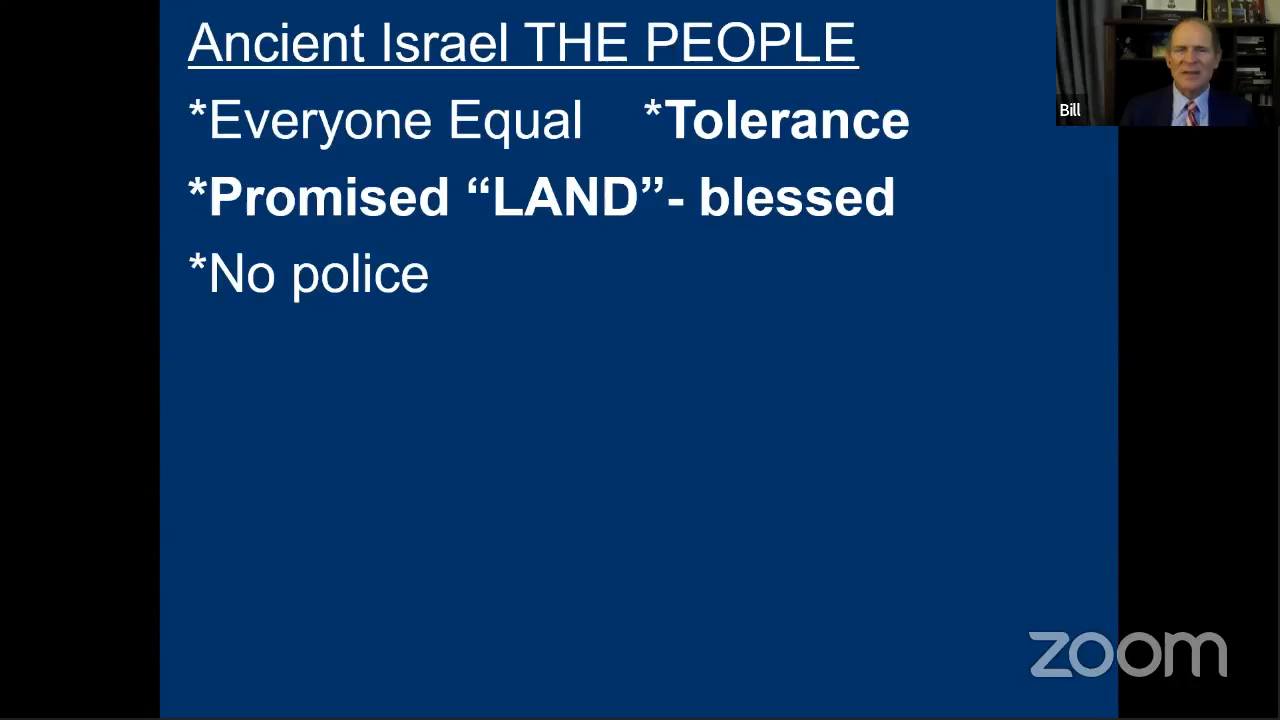 Ancient Israel THE PEOPLE
*Everyone Equal *Tolerance
*Promised “LAND”- blessed
*No police
Bill
zoom